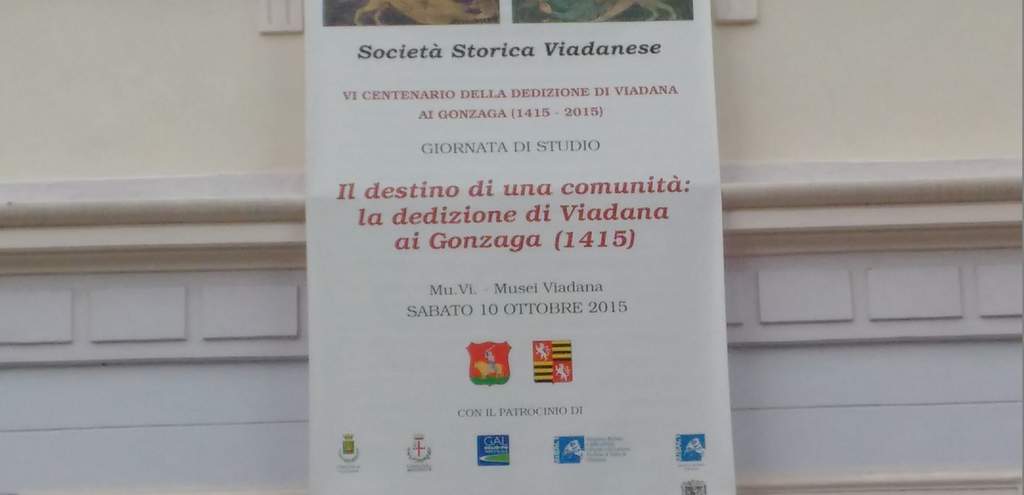 Società Storica Viadanese
VI CENTENARIO DELLA DEDIZIONE DI VIADANA
AI GONZAGA (1415 - 2015)
GIORNATA DI STUDIO
Il destino di una comunità:
la dedizione di Viadana
ai Gonzaga (1415)
Mu.Vi. - Musei Viadana
SABATO 10 OTTOBRE 2015
CON IL PATROCINIO DI
GAL